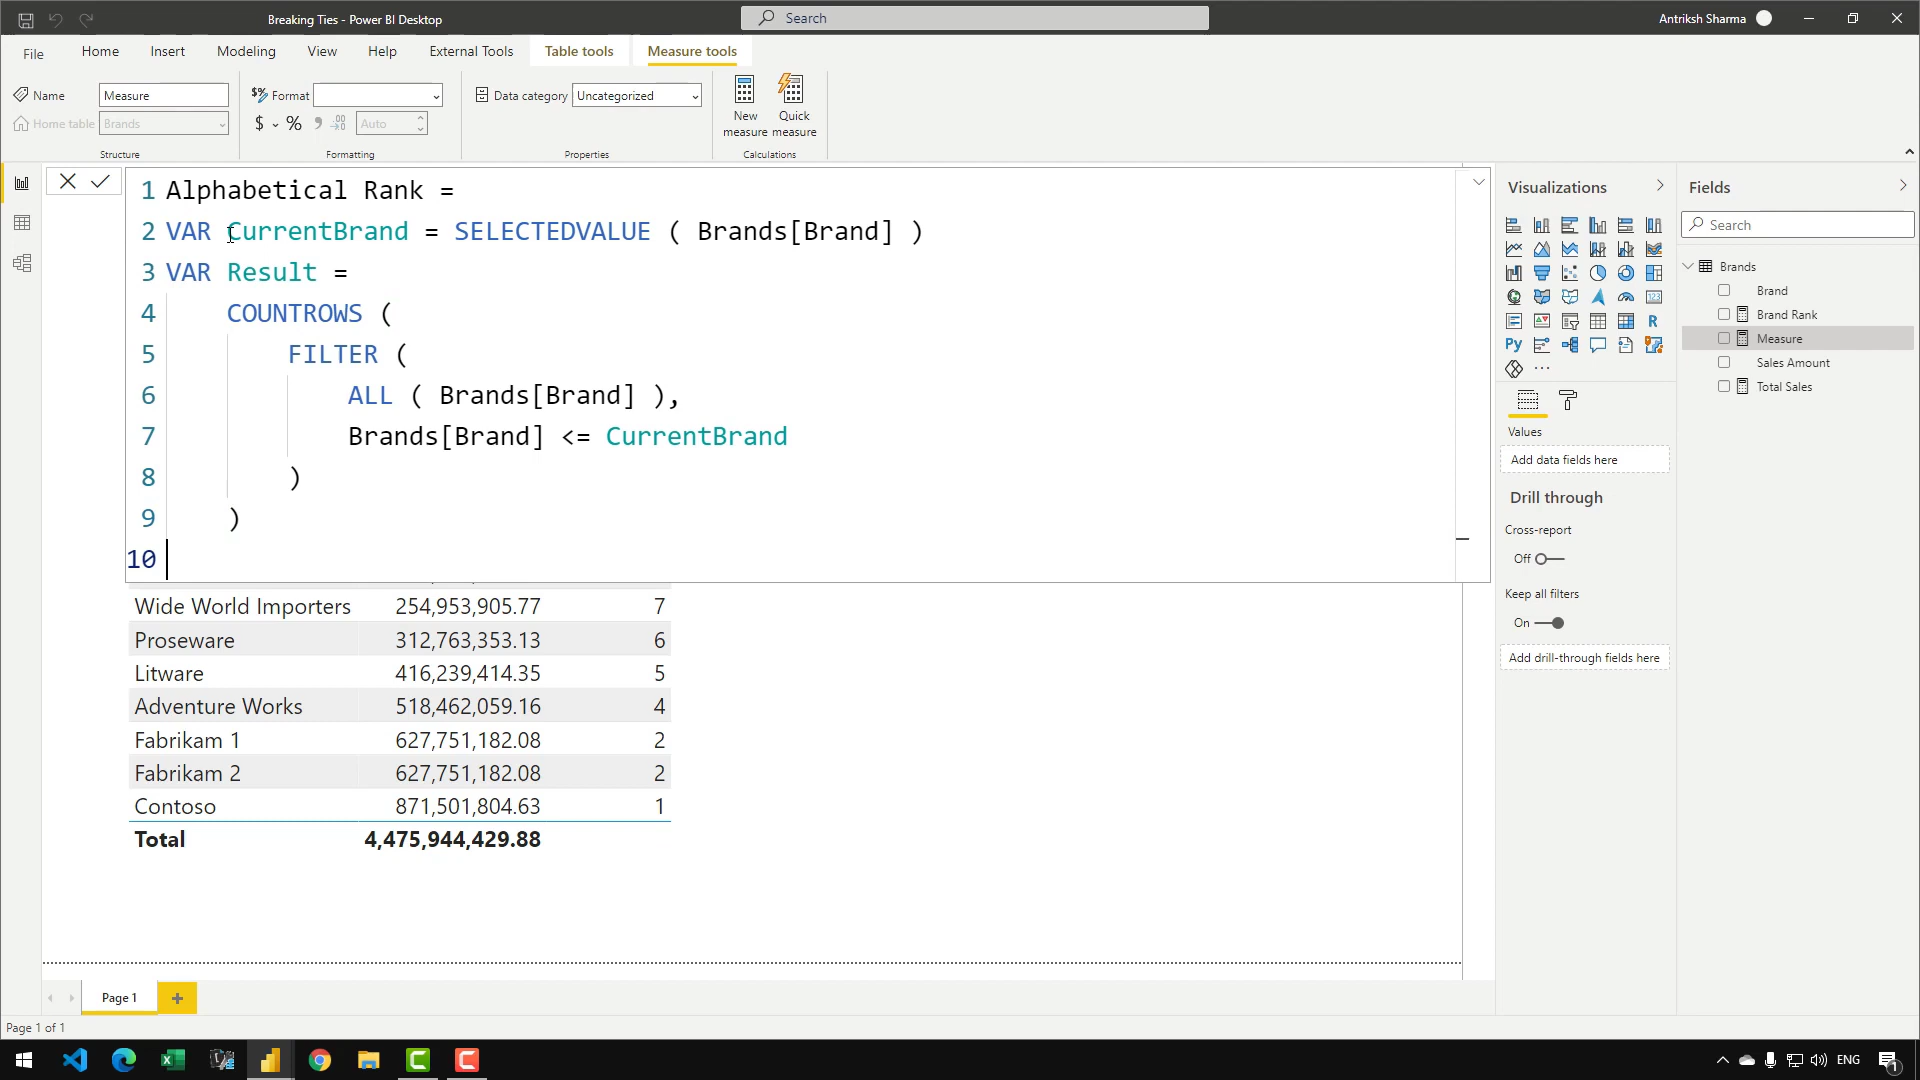 Breaking Ties - Power BI Desktop
Search
Antriksh Sharma
File
Home
Insert
Modeling
View
Help
External Tools
Table tools
Measure tools
Name
Measure
Home table
Brands
Structure
Format
$
%
Auto
Formatting
Data category
Uncategorized
Properties
New
measure
Quick
measure
Calculations
1 Alphabetical Rank =
2 VAR CurrentBrand = SELECTEDVALUE ( Brands[Brand] )
3 VAR Result =
4 COUNTROWS (
5 FILTER (
6 ALL ( Brands[Brand] ),
7 Brands[Brand] <= CurrentBrand
8 )
9 )
10
Wide World Importers 254,953,905.77 7
Proseware 312,763,353.13 6
Litware 416,239,414.35 5
Adventure Works 518,462,059.16 4
Fabrikam 1 627,751,182.08 2
Fabrikam 2 627,751,182.08 2
Contoso 871,501,804.63 1
Total 4,475,944,429.88
Visualizations
123
R
Py
...
Values
Add data fields here
Drill through
Cross-report
Off
Keep all filters
On
Add drill-through fields here
Fields
Search
Brands
Brand
Brand Rank
Measure
Sales Amount
Total Sales
Page 1
+
Page 1 of 1
ENG
1